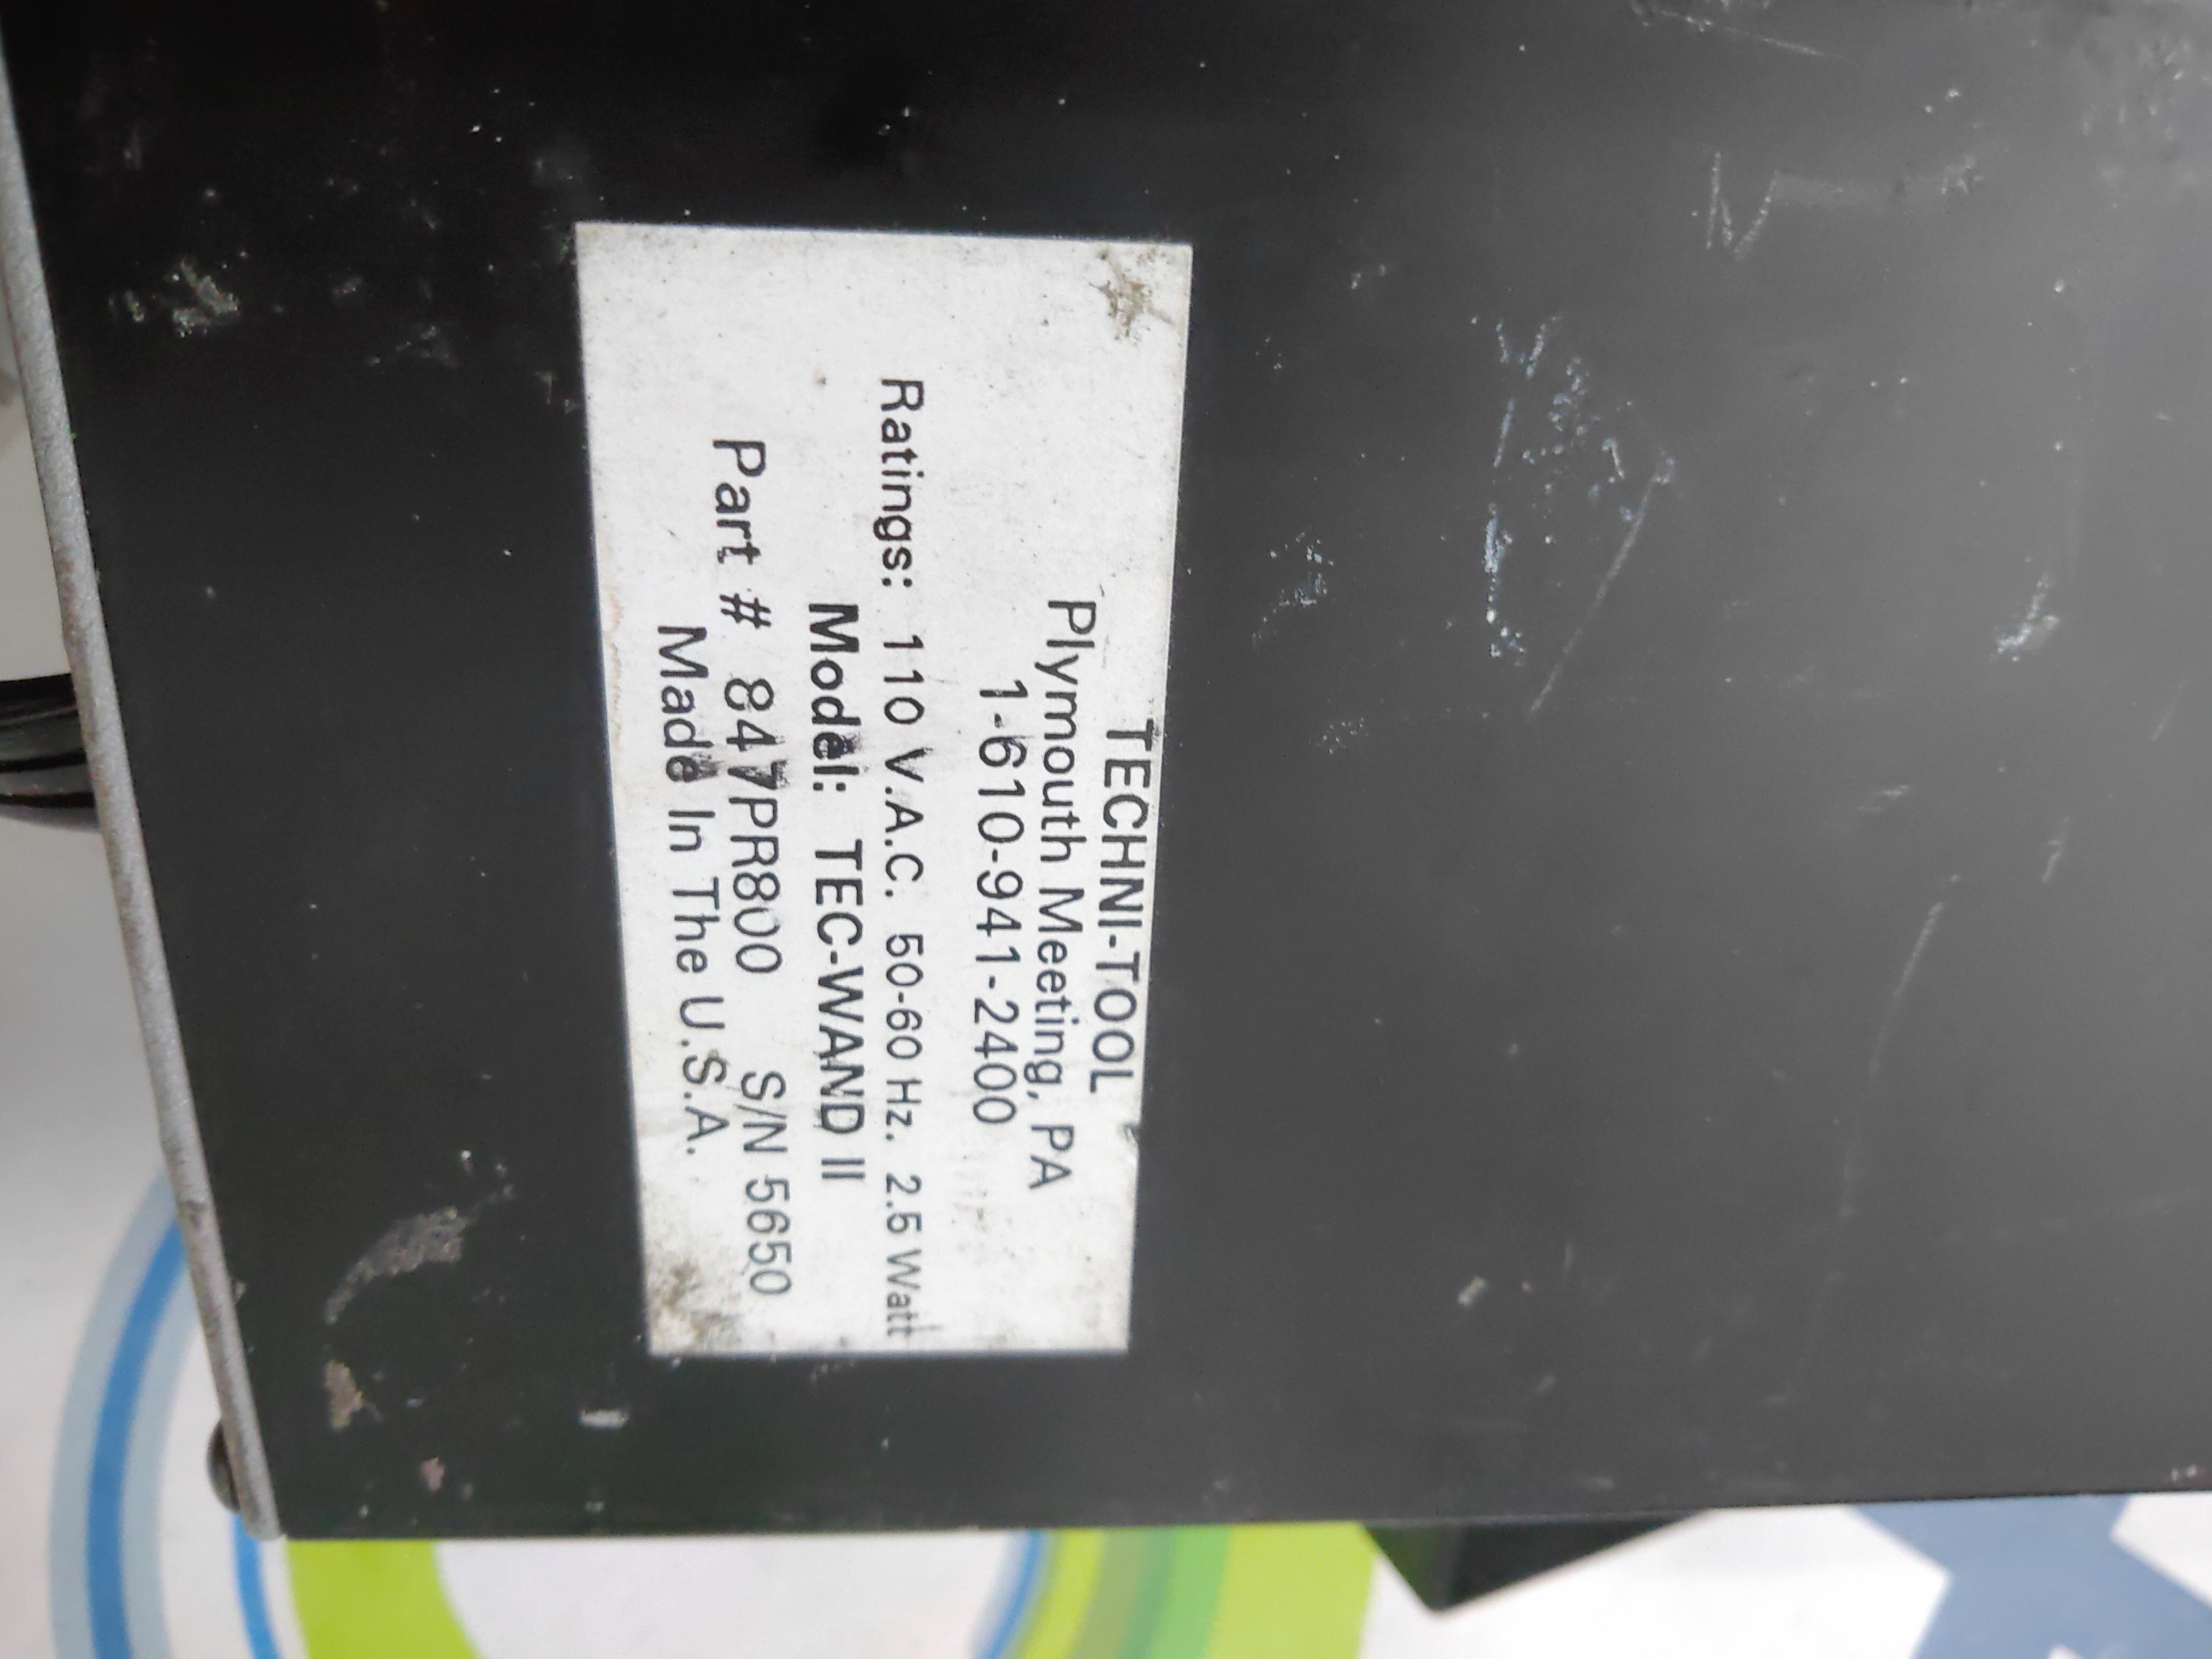 TECHNI-TOOL
Plymouth Meeting, PA
1-610-941-2400
Ratings: 110 V.A.C. 50-60 Hz. 2.5 Watt
Model: TEC-WAND II
Part # 847PR800 S/N 5650
Made In The U.S.A.